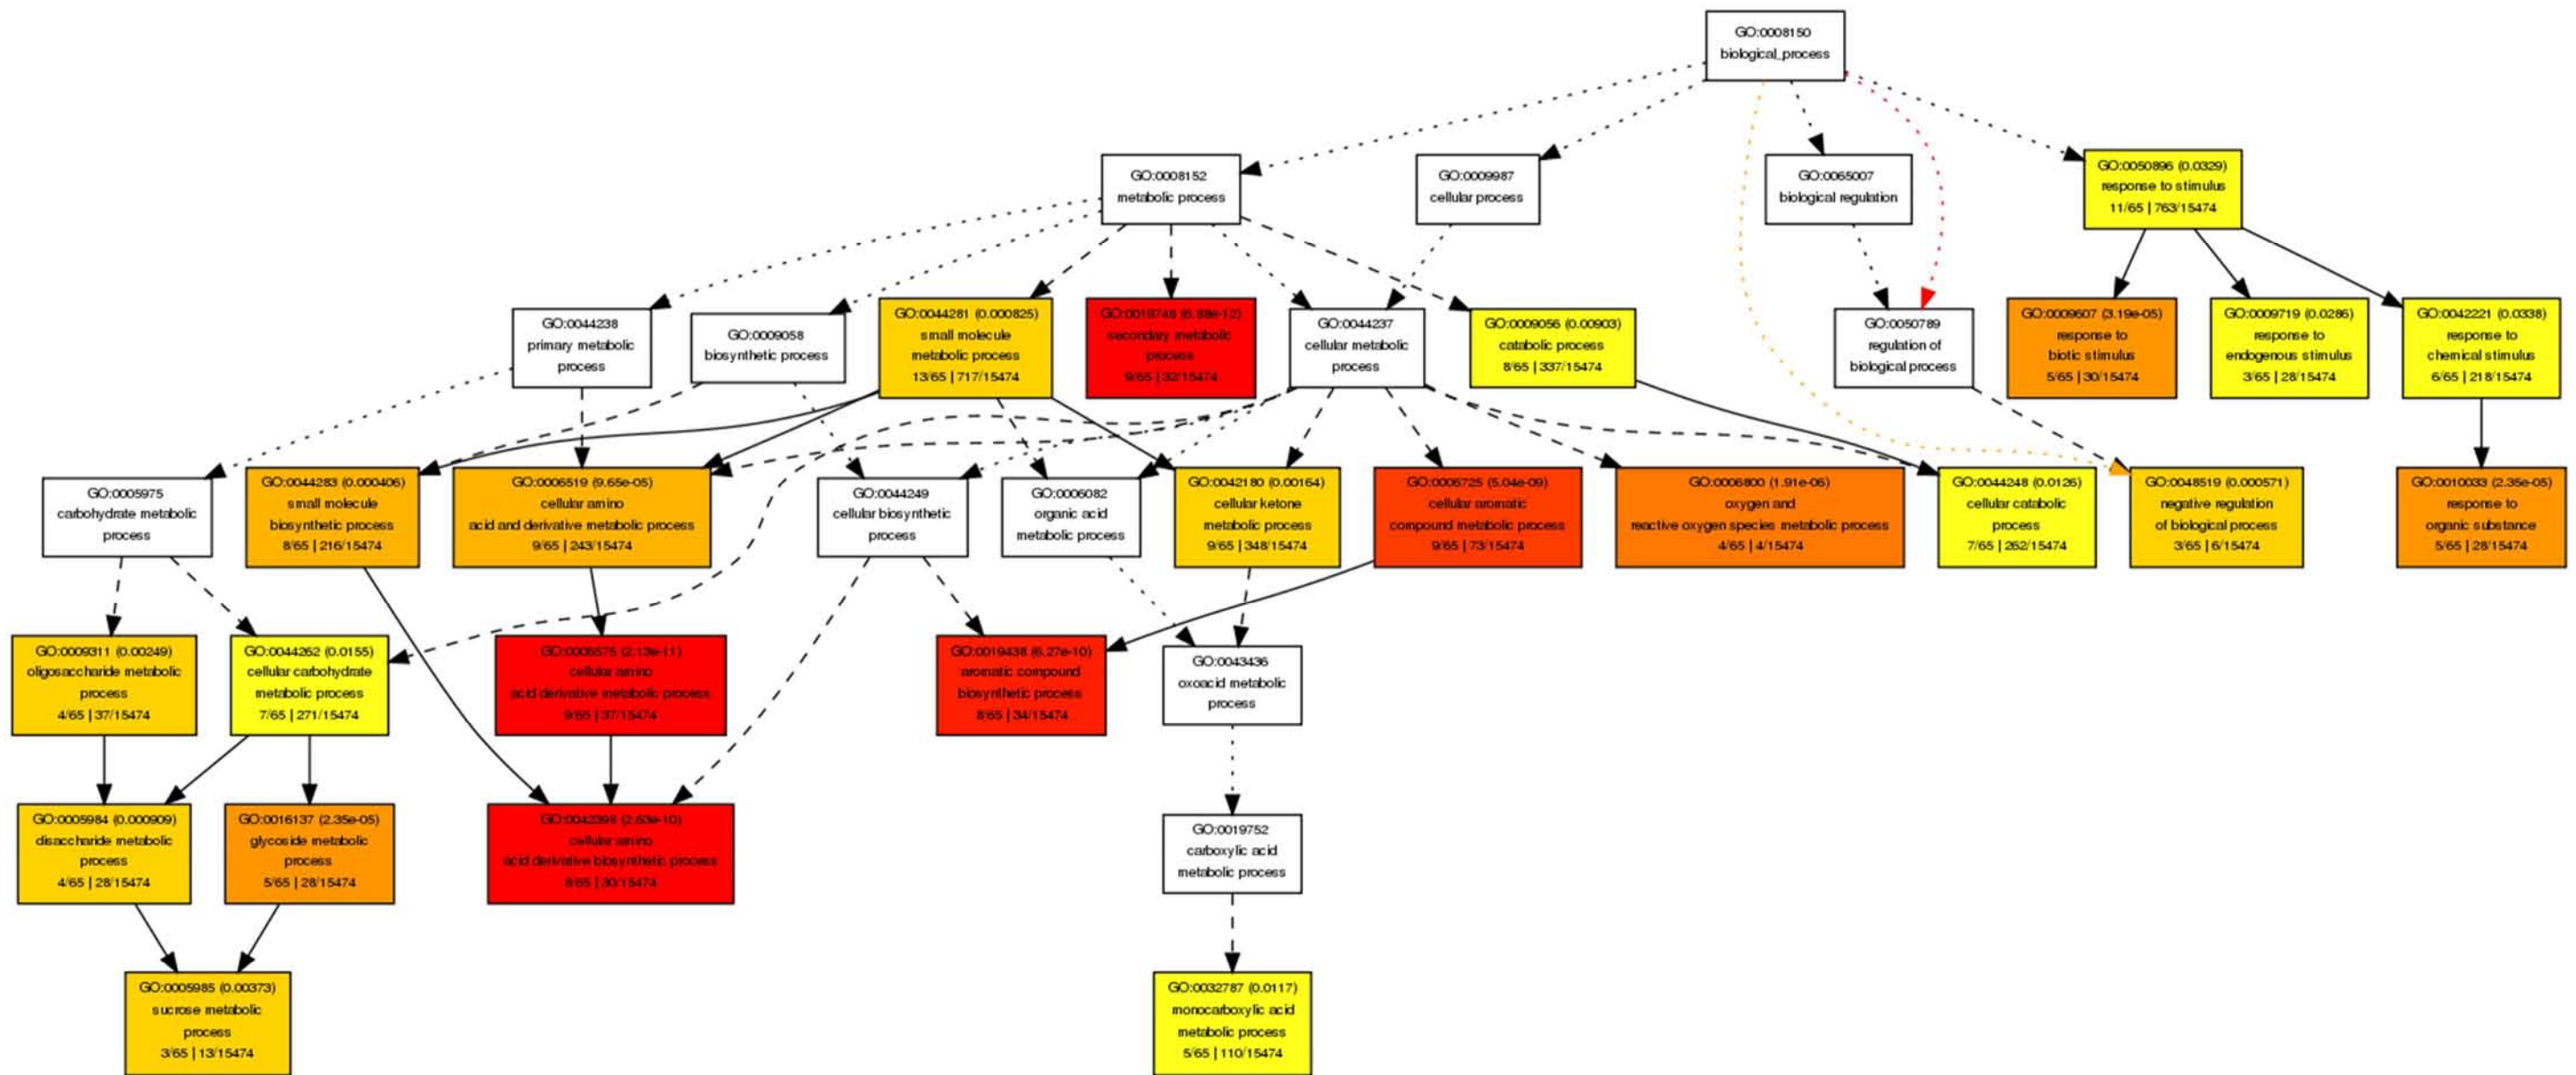 GO:0008150
biological_process
GO:0008152
metabolic process
GO:0009987
cellular process
GO:0065007
biological regulation
GO:0050896 (0.0329)
response to stimulus
11/65 | 763/15474
GO:0044238
primary metabolic
process
GO:0009058
biosynthetic process
GO:0044281 (0.000825)
small molecule
metabolic process
13/65 | 717/15474
GO:0019748 (6.88e-12)
secondary metabolic
process
9/65 | 32/15474
GO:0044237
cellular metabolic
process
GO:0009056 (0.00903)
catabolic process
8/65 | 337/15474
GO:0050789
regulation of
biological process
GO:0009607 (3.19e-05)
response to
biotic stimulus
5/65 | 30/15474
GO:0009719 (0.0286)
response to
endogenous stimulus
3/65 | 28/15474
GO:0042221 (0.0338)
response to
chemical stimulus
6/65 | 218/15474
GO:0005975
carbohydrate metabolic
process
GO:0044283 (0.000406)
small molecule
biosynthetic process
8/65 | 216/15474
GO:0006519 (9.65e-05)
cellular amino
acid and derivative metabolic process
9/65 | 243/15474
GO:0044249
cellular biosynthetic
process
GO:0006082
organic acid
metabolic process
GO:0042180 (0.00164)
cellular ketone
metabolic process
9/65 | 348/15474
GO:0006725 (5.04e-09)
cellular aromatic
compound metabolic process
9/65 | 73/15474
GO:0006800 (1.91e-06)
oxygen and
reactive oxygen species metabolic process
4/65 | 4/15474
GO:0044248 (0.0126)
cellular catabolic
process
7/65 | 262/15474
GO:0048519 (0.000571)
negative regulation
of biological process
3/65 | 6/15474
GO:0010033 (2.35e-05)
response to
organic substance
5/65 | 28/15474
GO:0009311 (0.00249)
oligosaccharide metabolic
process
4/65 | 37/15474
GO:0044262 (0.0155)
cellular carbohydrate
metabolic process
7/65 | 271/15474
GO:0006575 (2.13e-11)
cellular amino
acid derivative metabolic process
9/65 | 37/15474
GO:0019438 (6.27e-10)
aromatic compound
biosynthetic process
8/65 | 34/15474
GO:0043436
oxoacid metabolic
process
GO:0005984 (0.000909)
disaccharide metabolic
process
4/65 | 28/15474
GO:0016137 (2.35e-05)
glycoside metabolic
process
5/65 | 28/15474
GO:0042398 (2.63e-10)
cellular amino
acid derivative biosynthetic process
8/65 | 30/15474
GO:0019752
carboxylic acid
metabolic process
GO:0005985 (0.00373)
sucrose metabolic
process
3/65 | 13/15474
GO:0032787 (0.0117)
monocarboxylic acid
metabolic process
5/65 | 110/15474